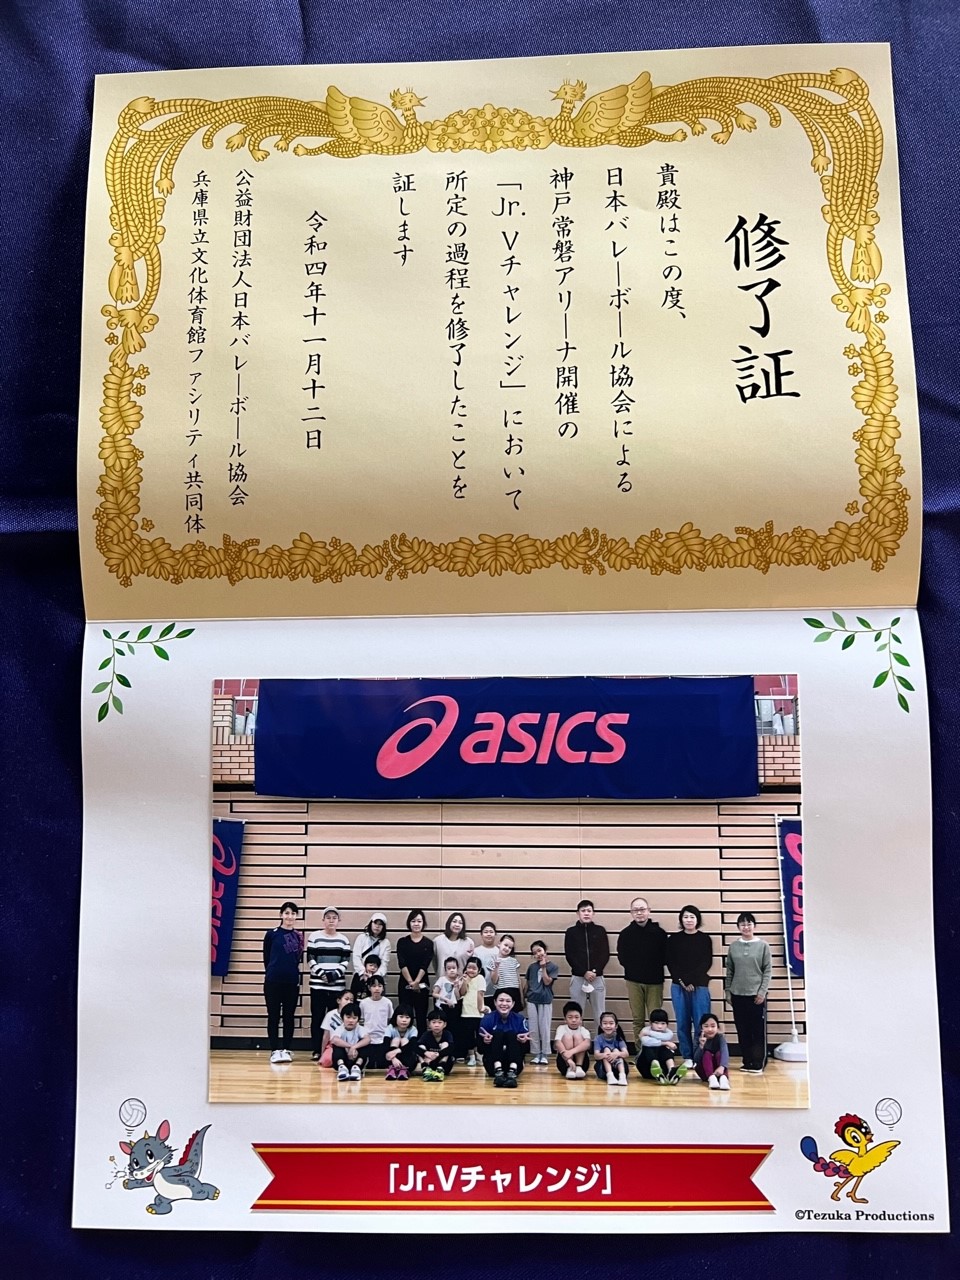 修了証
貴殿はこの度、
日本バレーボール協会による
神戸常盤アリーナ開催の
「Jr.Vチャレンジ」において
所定の過程を修了したことを
証します
令和四年十一月十二日
公益財団法人日本バレーボール協会
兵庫県立文化体育館ファシリティ共同体
asics
asics
asics
「Jr.Vチャレンジ」
©Tezuka Productions